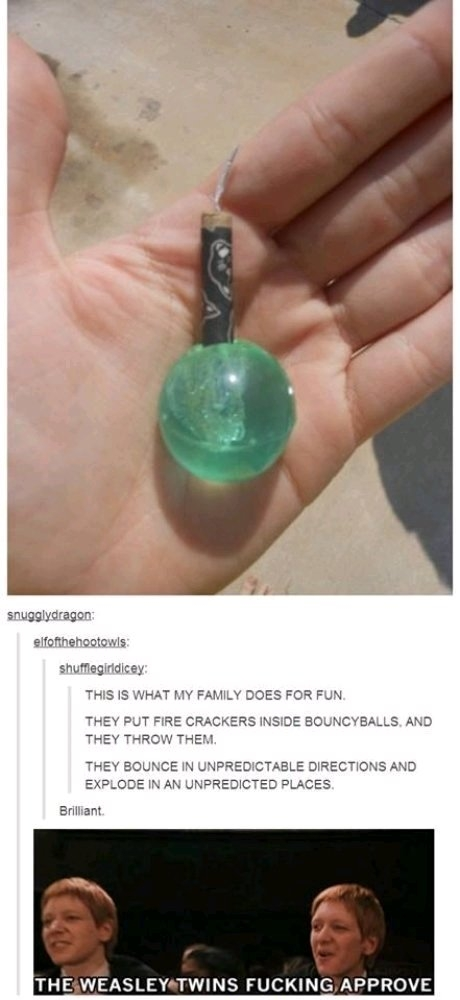 snugglydragon:
elfofthehootowls:
shufflegirldicey:
THIS IS WHAT MY FAMILY DOES FOR FUN.
THEY PUT FIRE CRACKERS INSIDE BOUNCYBALLS, AND
THEY THROW THEM.
THEY BOUNCE IN UNPREDICTABLE DIRECTIONS AND
EXPLODE IN AN UNPREDICTED PLACES.
Brilliant.
THE WEASLEY TWINS FUCKING APPROVE